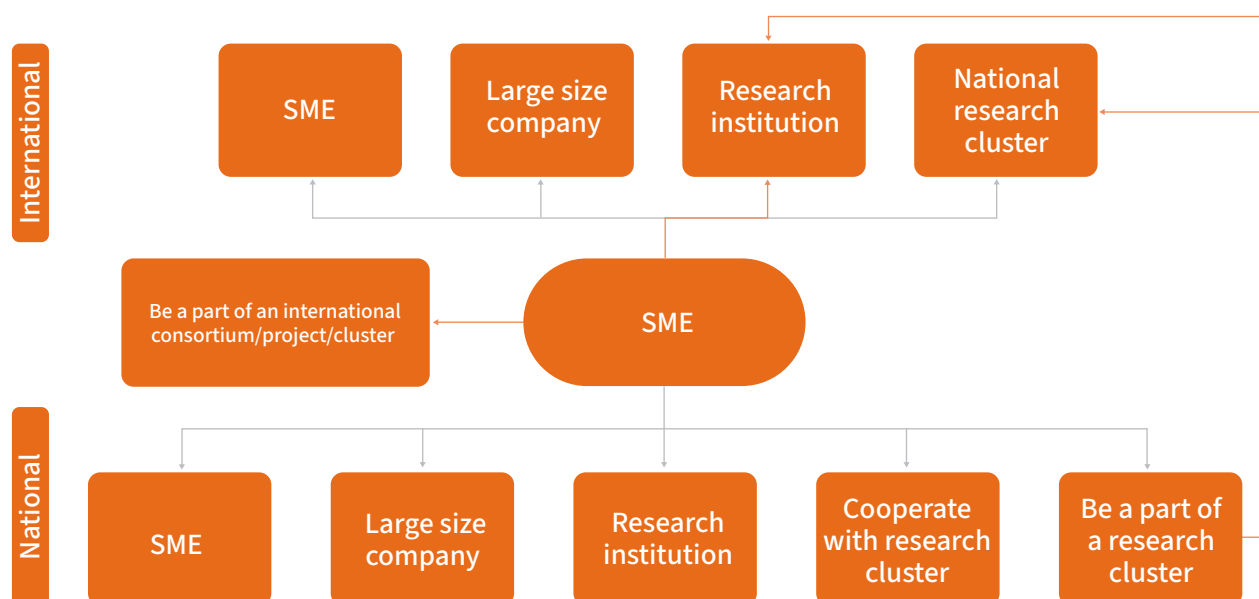 International
SME
Large size
company
Research
institution
National
research
cluster
Be a part of an international
consortium/project/cluster
SME
National
SME
Large size
company
Research
institution
Cooperate
with research
cluster
Be a part of
a research
cluster